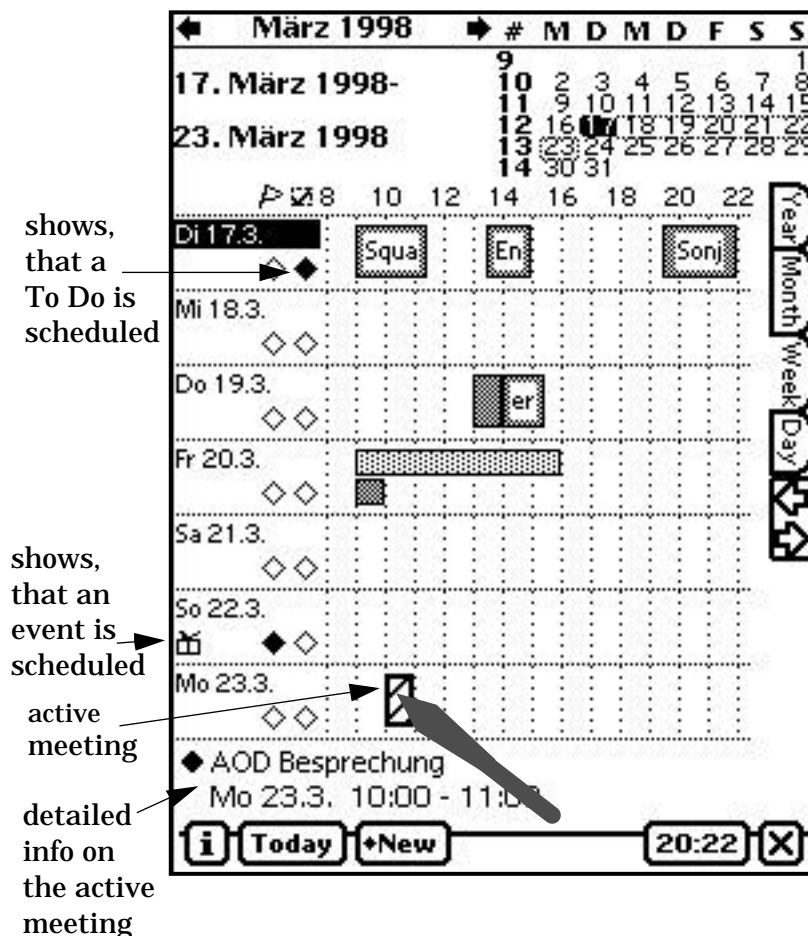 März 1998
# M D M D F S S
17. März 1998-
23. März 1998
9 1
10 2 3 4 5 6 7 8
11 9 10 11 12 13 14 15
12 16 17 18 19 20 21 22
13 23 24 25 26 27 28 29
14 30 31
8 10 12 14 16 18 20 22
Year
Month
Week
Day
Di 17.3.
Squa
En
Sonj
Mi 18.3.
Do 19.3.
er
Fr 20.3.
Sa 21.3.
So 22.3.
Mo 23.3.
AOD Besprechung
Mo 23.3. 10:00 - 11:00
i Today New 20:22 X
shows,
that a
To Do is
scheduled
shows,
that an
event is
scheduled
active
meeting
detailed
info on
the active
meeting